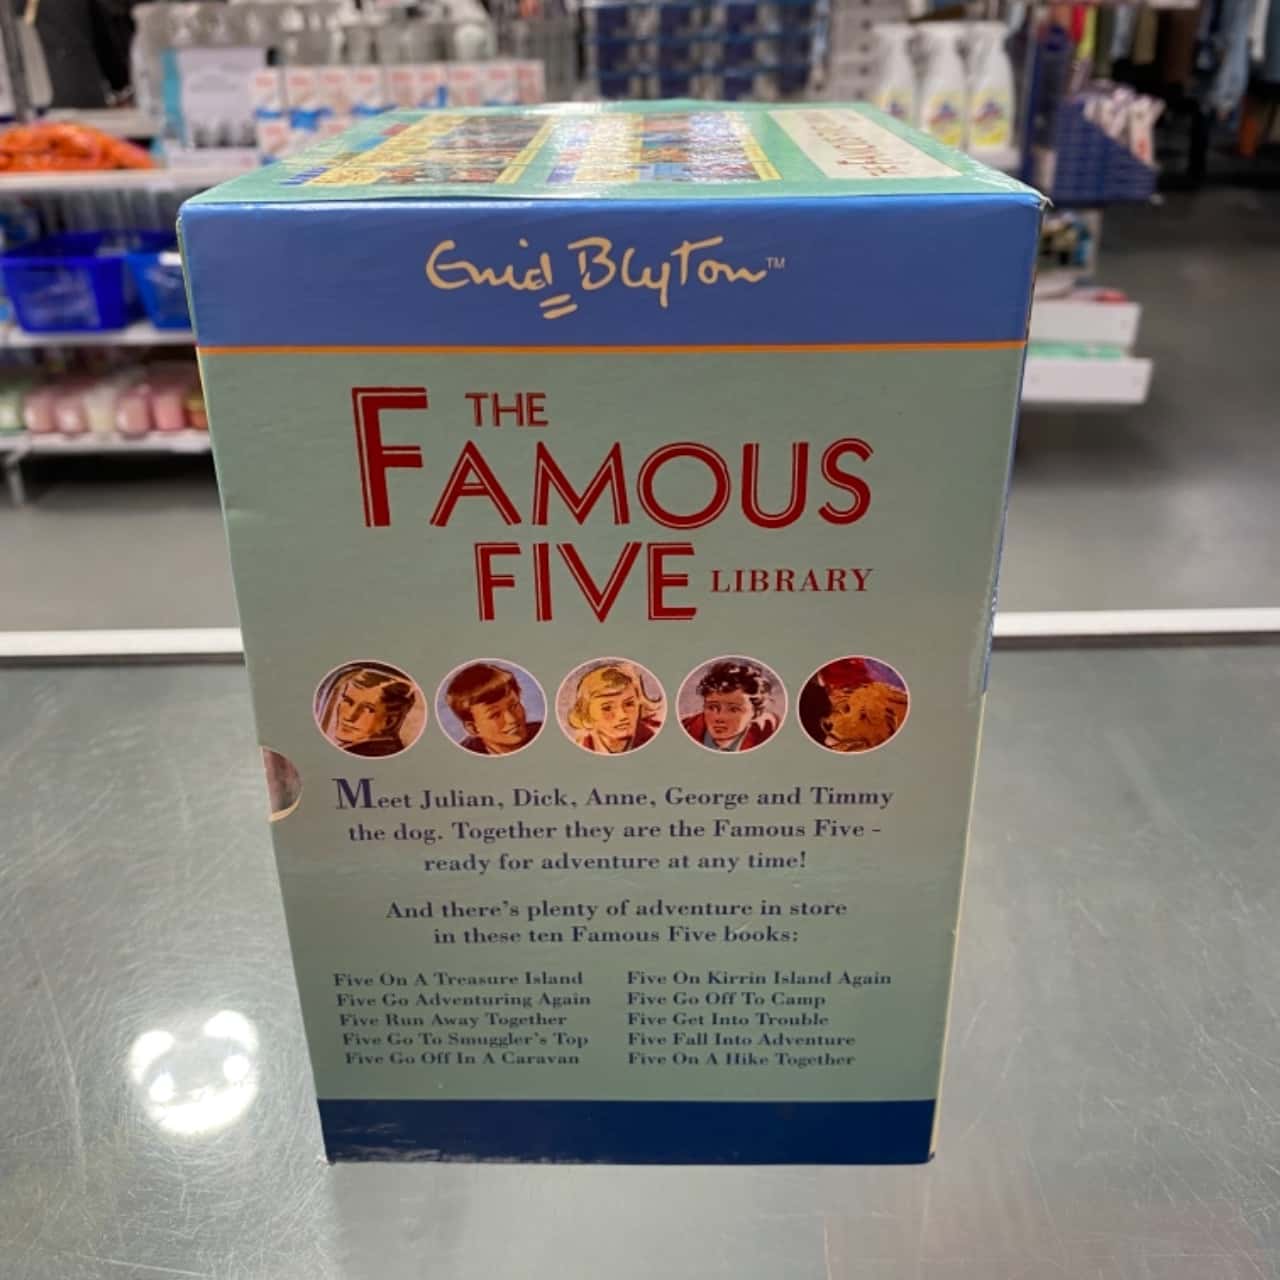 Enid Blyton™
THE
FAMOUS
FIVE LIBRARY
Meet Julian, Dick, Anne, George and Timmy
the dog. Together they are the Famous Five -
ready for adventure at any time!
And there's plenty of adventure in store
in these ten Famous Five books:
Five On A Treasure Island
Five Go Adventuring Again
Five Run Away Together
Five Go To Smuggler's Top
Five Go Off In A Caravan
Five On Kirrin Island Again
Five Go Off To Camp
Five Get Into Trouble
Five Fall Into Adventure
Five On A Hike Together